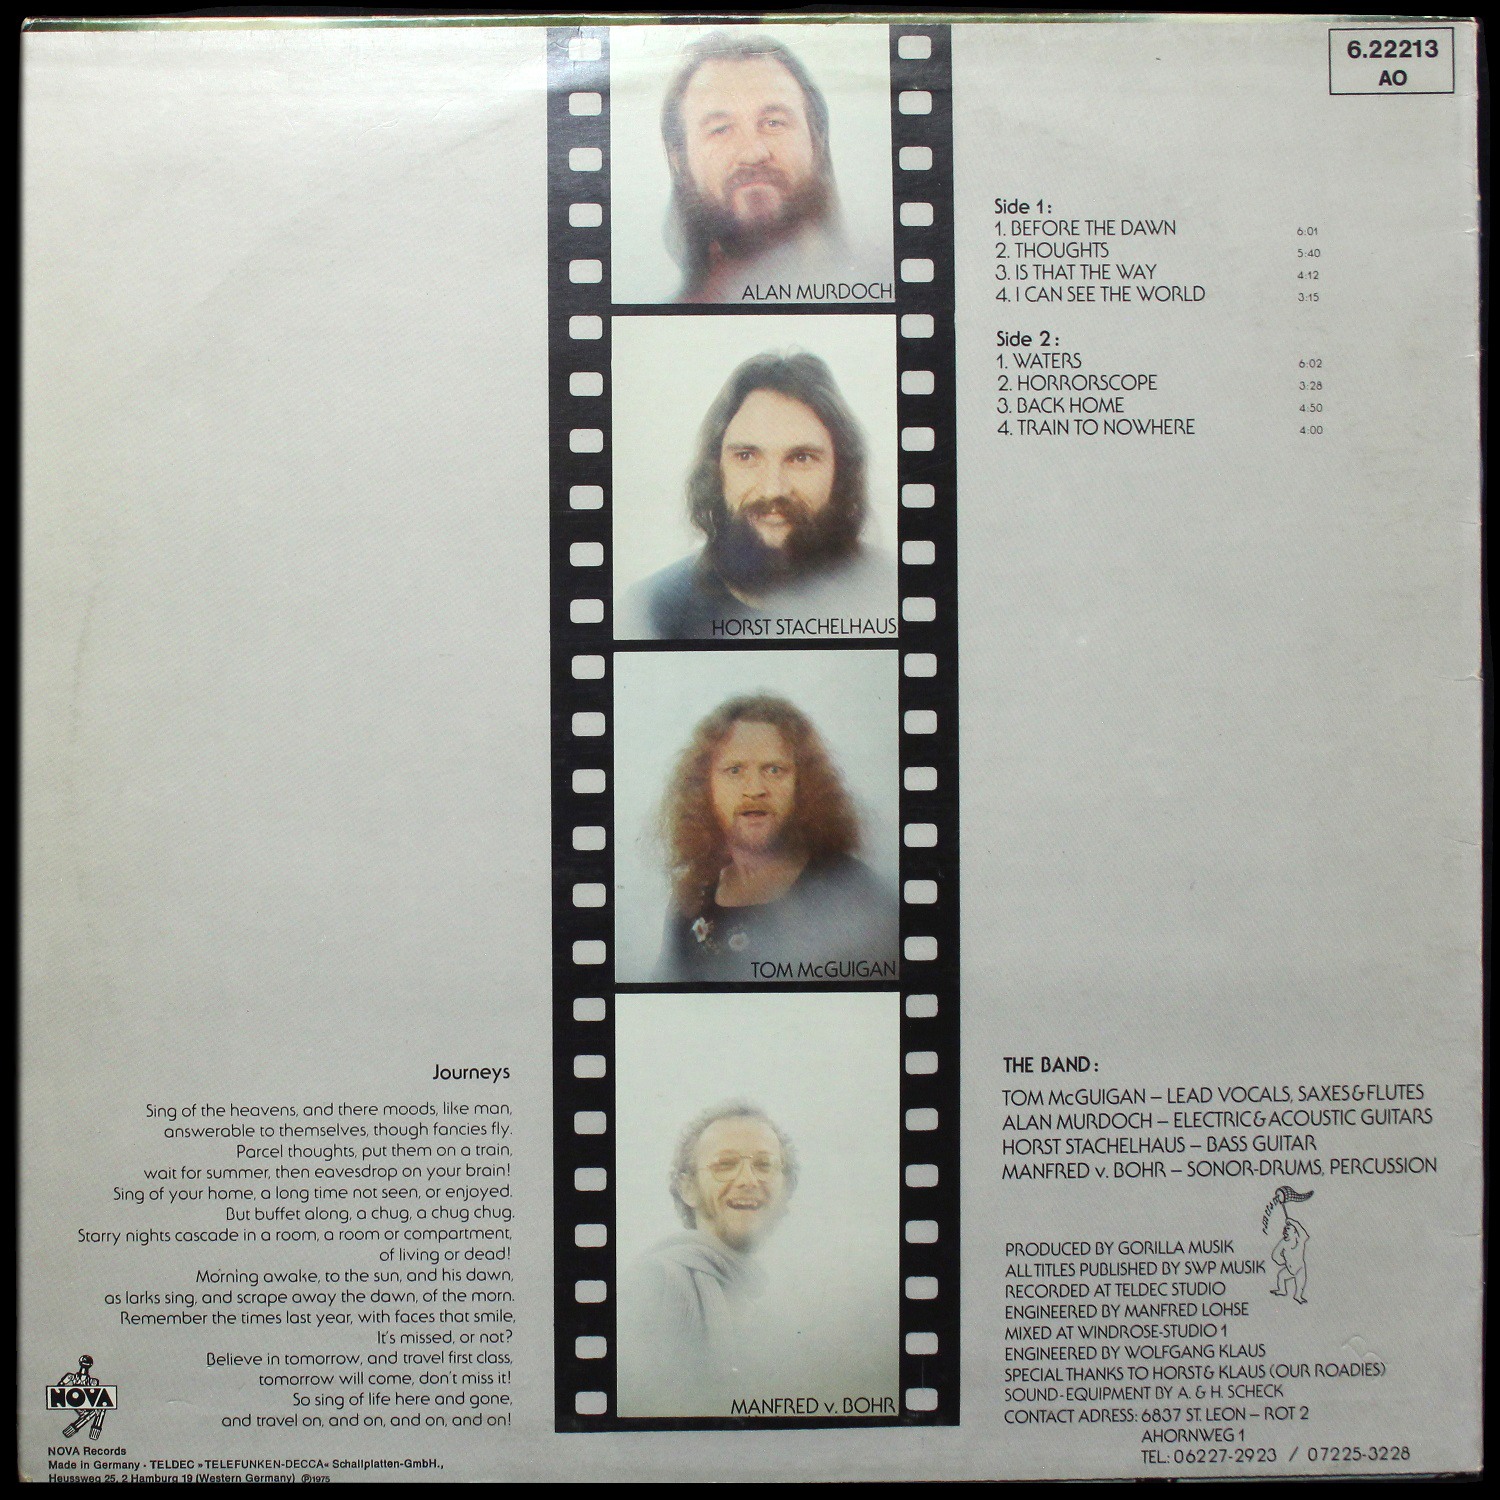 6.22213
AO
ALAN MURDOCH
HORST STACHELHAUS
TOM McGUIGAN
MANFRED v. BOHR
Side 1:
1. BEFORE THE DAWN 6:01
2. THOUGHTS 5:40
3. IS THAT THE WAY 4:12
4. I CAN SEE THE WORLD 3:15
Side 2:
1. WATERS 6:02
2. HORRORSCOPE 3:28
3. BACK HOME 4:50
4. TRAIN TO NOWHERE 4:00
Journeys
Sing of the heavens, and there moods, like man,
answerable to themselves, though fancies fly.
Parcel thoughts, put them on a train,
wait for summer, then eavesdrop on your brain!
Sing of your home, a long time not seen, or enjoyed.
But buffet along, a chug, a chug chug.
Starry nights cascade in a room, a room or compartment,
of living or dead!
Morning awake, to the sun, and his dawn,
as larks sing, and scrape away the dawn, of the morn.
Remember the times last year, with faces that smile,
It's missed, or not?
Believe in tomorrow, and travel first class,
tomorrow will come, don't miss it!
So sing of life here and gone,
and travel on, and on, and on, and on!
NOVA
NOVA Records
Made in Germany · TELDEC »TELEFUNKEN-DECCA« Schallplatten-GmbH.,
Heussweg 25, 2 Hamburg 19 (Western Germany) Ⓟ1975
THE BAND:
TOM McGUIGAN – LEAD VOCALS, SAXES & FLUTES
ALAN MURDOCH – ELECTRIC & ACOUSTIC GUITARS
HORST STACHELHAUS – BASS GUITAR
MANFRED v. BOHR – SONOR-DRUMS, PERCUSSION
PRODUCED BY GORILLA MUSIK
ALL TITLES PUBLISHED BY SWP MUSIK
RECORDED AT TELDEC STUDIO
ENGINEERED BY MANFRED LOHSE
MIXED AT WINDROSE-STUDIO 1
ENGINEERED BY WOLFGANG KLAUS
SPECIAL THANKS TO HORST & KLAUS (OUR ROADIES)
SOUND-EQUIPMENT BY A. & H. SCHECK
CONTACT ADRESS: 6837 ST. LEON – ROT 2
AHORNWEG 1
TEL.: 06227-2923 / 07225-3228